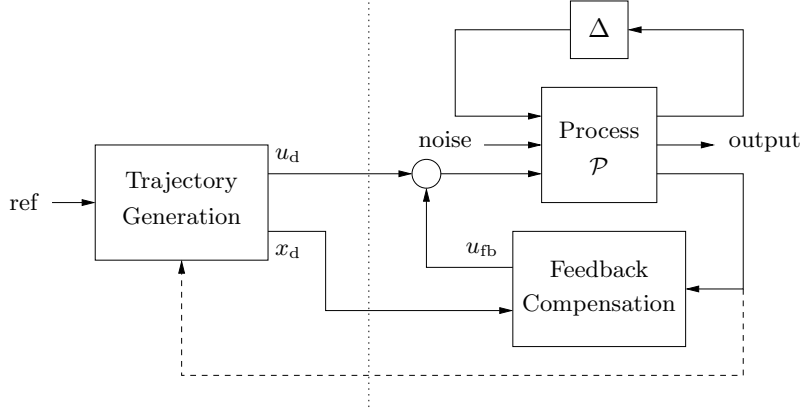 Δ
noise
Process
𝒫
output
u_d
ref
Trajectory
Generation
x_d
u_fb
Feedback
Compensation